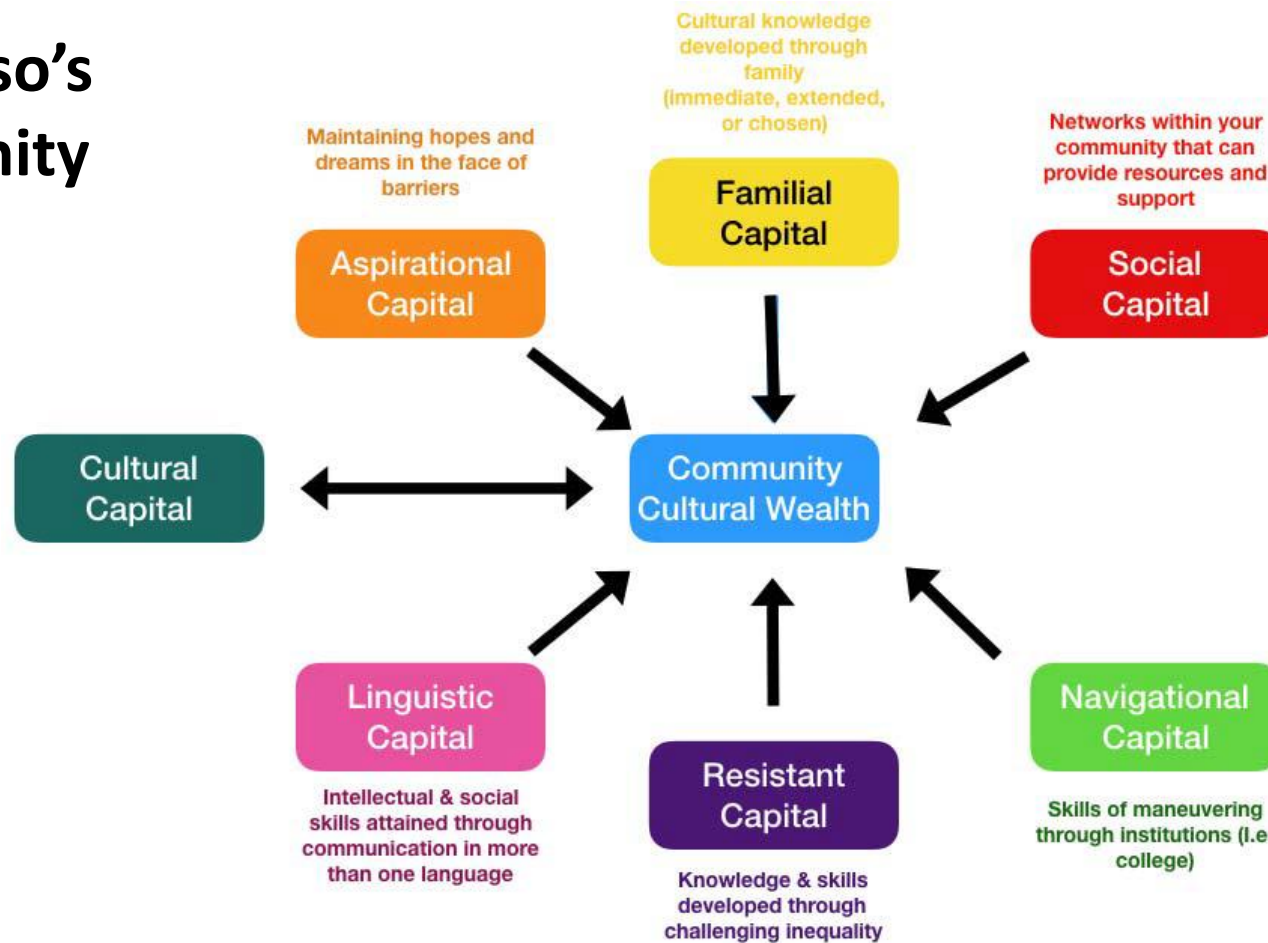 so's
nity
Cultural knowledge
developed through
family
(immediate, extended,
or chosen)
Familial
Capital
Maintaining hopes and
dreams in the face of
barriers
Aspirational
Capital
Networks within your
community that can
provide resources and
support
Social
Capital
Cultural
Capital
Community
Cultural Wealth
Linguistic
Capital
Intellectual & social
skills attained through
communication in more
than one language
Resistant
Capital
Knowledge & skills
developed through
challenging inequality
Navigational
Capital
Skills of maneuvering
through institutions (I.e
college)